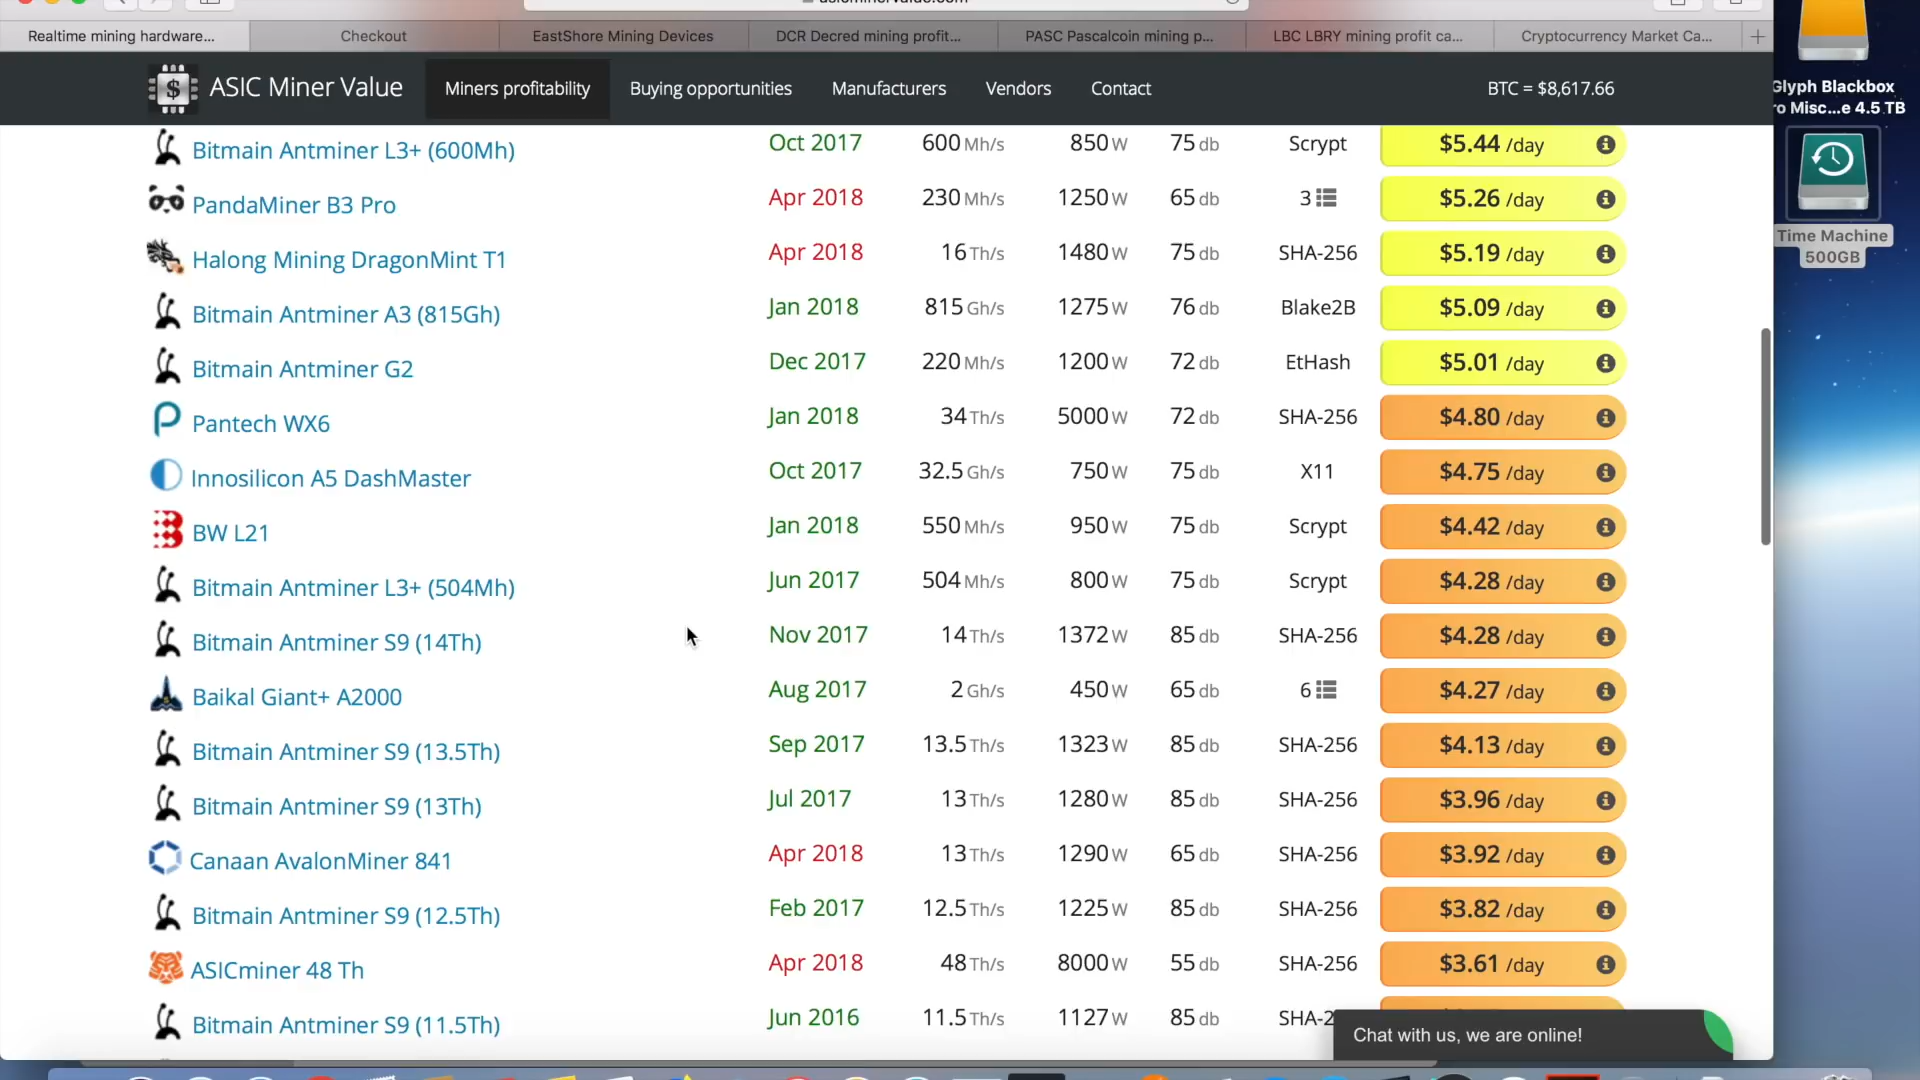 Realtime mining hardware...
Checkout
EastShore Mining Devices
DCR Decred mining profit...
PASC Pascalcoin mining p...
LBC LBRY mining profit ca...
Cryptocurrency Market Ca...
ASIC Miner Value
Miners profitability
Buying opportunities
Manufacturers
Vendors
Contact
BTC = $8,617.66
Bitmain Antminer L3+ (600Mh) Oct 2017 600 Mh/s 850 W 75 db Scrypt $5.44 /day
PandaMiner B3 Pro Apr 2018 230 Mh/s 1250 W 65 db 3 $5.26 /day
Halong Mining DragonMint T1 Apr 2018 16 Th/s 1480 W 75 db SHA-256 $5.19 /day
Bitmain Antminer A3 (815Gh) Jan 2018 815 Gh/s 1275 W 76 db Blake2B $5.09 /day
Bitmain Antminer G2 Dec 2017 220 Mh/s 1200 W 72 db EtHash $5.01 /day
Pantech WX6 Jan 2018 34 Th/s 5000 W 72 db SHA-256 $4.80 /day
Innosilicon A5 DashMaster Oct 2017 32.5 Gh/s 750 W 75 db X11 $4.75 /day
BW L21 Jan 2018 550 Mh/s 950 W 75 db Scrypt $4.42 /day
Bitmain Antminer L3+ (504Mh) Jun 2017 504 Mh/s 800 W 75 db Scrypt $4.28 /day
Bitmain Antminer S9 (14Th) Nov 2017 14 Th/s 1372 W 85 db SHA-256 $4.28 /day
Baikal Giant+ A2000 Aug 2017 2 Gh/s 450 W 65 db 6 $4.27 /day
Bitmain Antminer S9 (13.5Th) Sep 2017 13.5 Th/s 1323 W 85 db SHA-256 $4.13 /day
Bitmain Antminer S9 (13Th) Jul 2017 13 Th/s 1280 W 85 db SHA-256 $3.96 /day
Canaan AvalonMiner 841 Apr 2018 13 Th/s 1290 W 65 db SHA-256 $3.92 /day
Bitmain Antminer S9 (12.5Th) Feb 2017 12.5 Th/s 1225 W 85 db SHA-256 $3.82 /day
ASICminer 48 Th Apr 2018 48 Th/s 8000 W 55 db SHA-256 $3.61 /day
Bitmain Antminer S9 (11.5Th) Jun 2016 11.5 Th/s 1127 W 85 db SHA-2
Chat with us, we are online!
Glyph Blackbox
ro Misc...e 4.5 TB
Time Machine
500GB